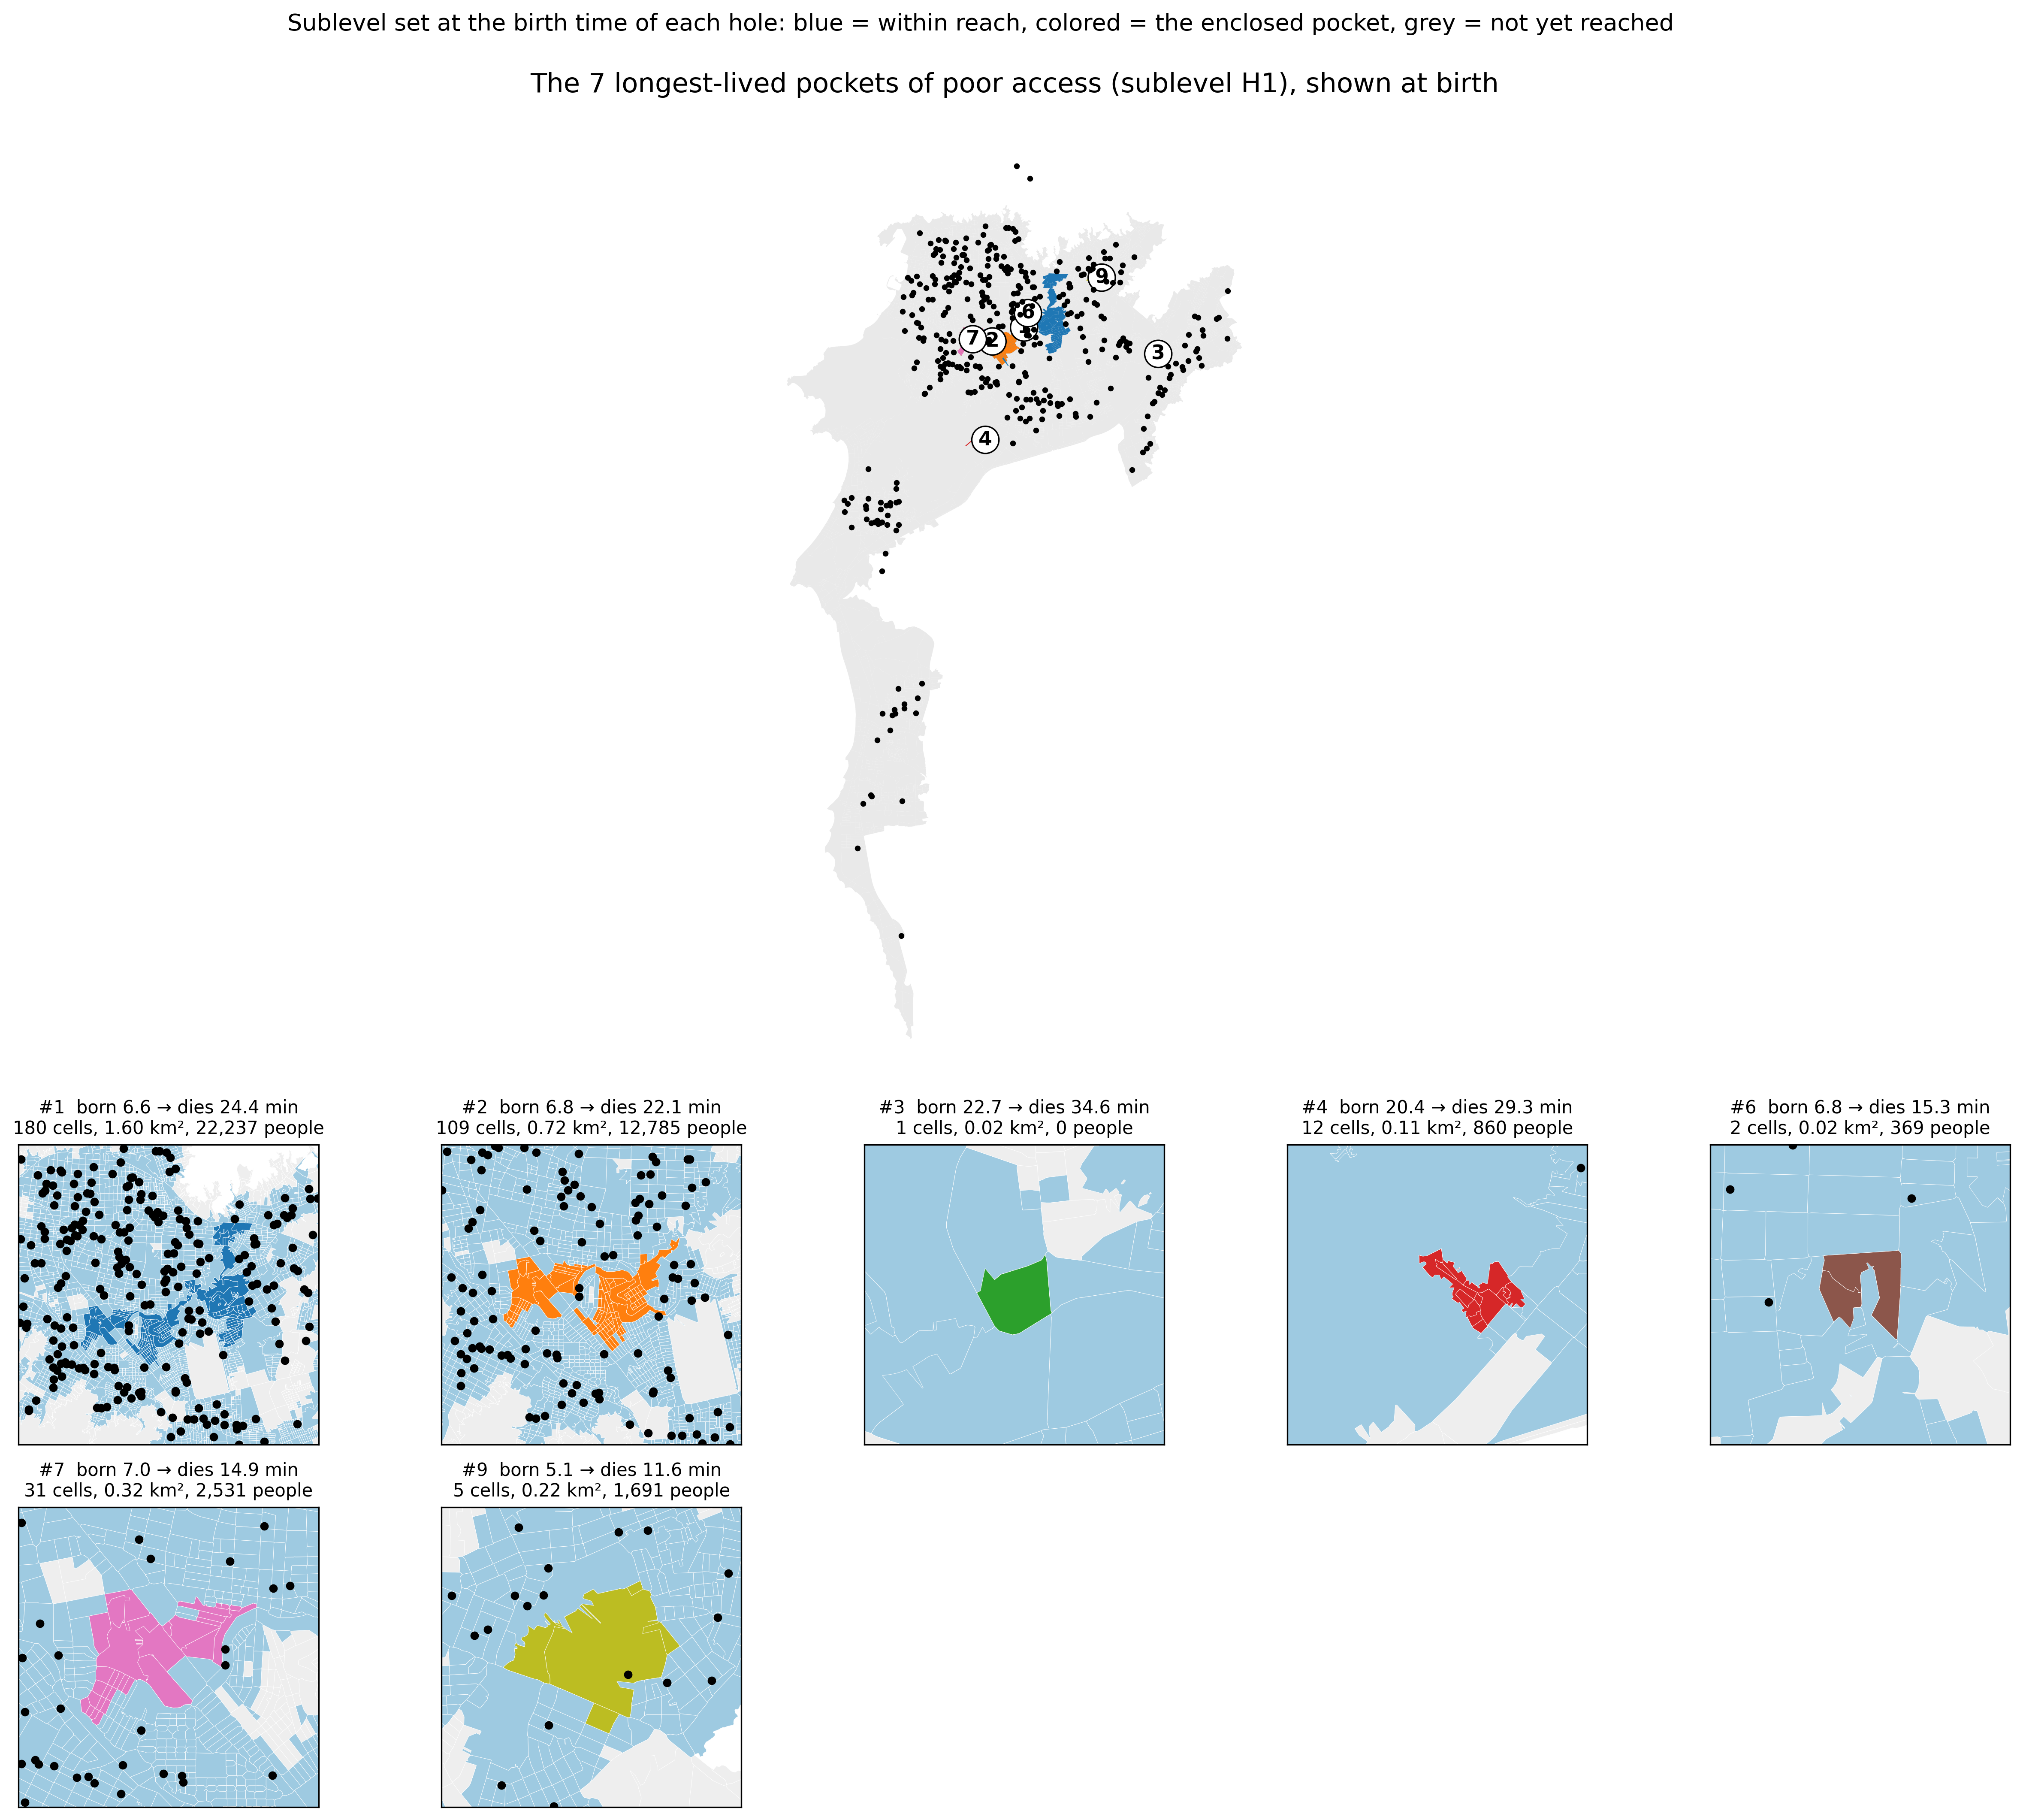 Sublevel set at the birth time of each hole: blue = within reach, colored = the enclosed pocket, grey = not yet reached
The 7 longest-lived pockets of poor access (sublevel H1), shown at birth
9
6
7
2
3
4
#1 born 6.6 → dies 24.4 min
180 cells, 1.60 km², 22,237 people
#2 born 6.8 → dies 22.1 min
109 cells, 0.72 km², 12,785 people
#3 born 22.7 → dies 34.6 min
1 cells, 0.02 km², 0 people
#4 born 20.4 → dies 29.3 min
12 cells, 0.11 km², 860 people
#6 born 6.8 → dies 15.3 min
2 cells, 0.02 km², 369 people
#7 born 7.0 → dies 14.9 min
31 cells, 0.32 km², 2,531 people
#9 born 5.1 → dies 11.6 min
5 cells, 0.22 km², 1,691 people